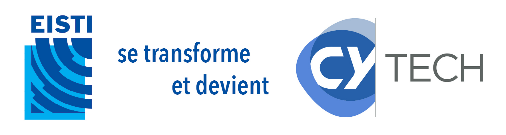 EISTI
se transforme
et devient
CY TECH